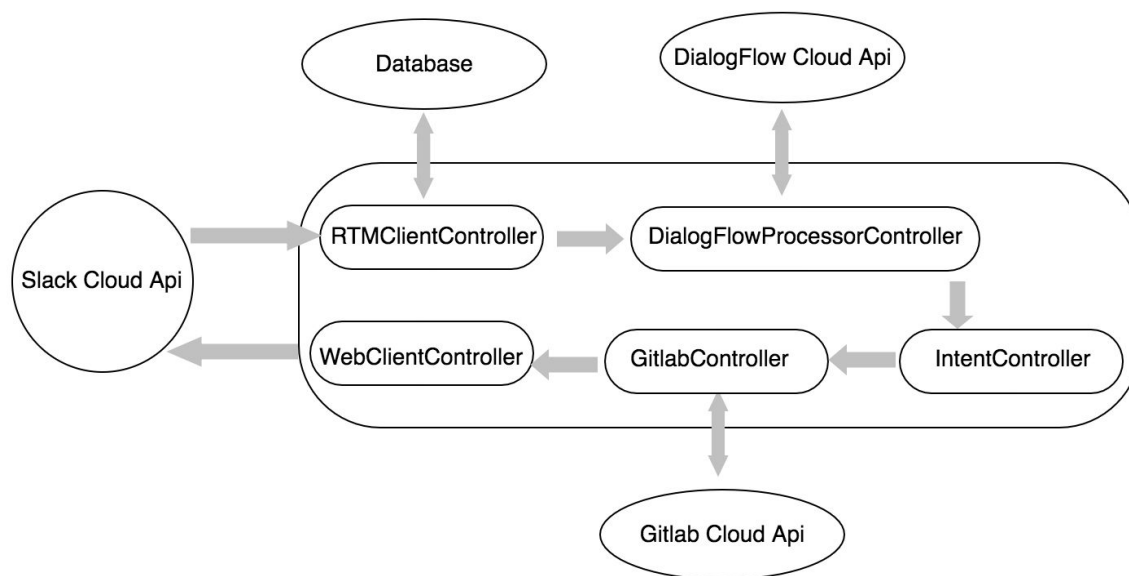 Database
DialogFlow Cloud Api
RTMClientController
DialogFlowProcessorController
Slack Cloud Api
WebClientController
GitlabController
IntentController
Gitlab Cloud Api